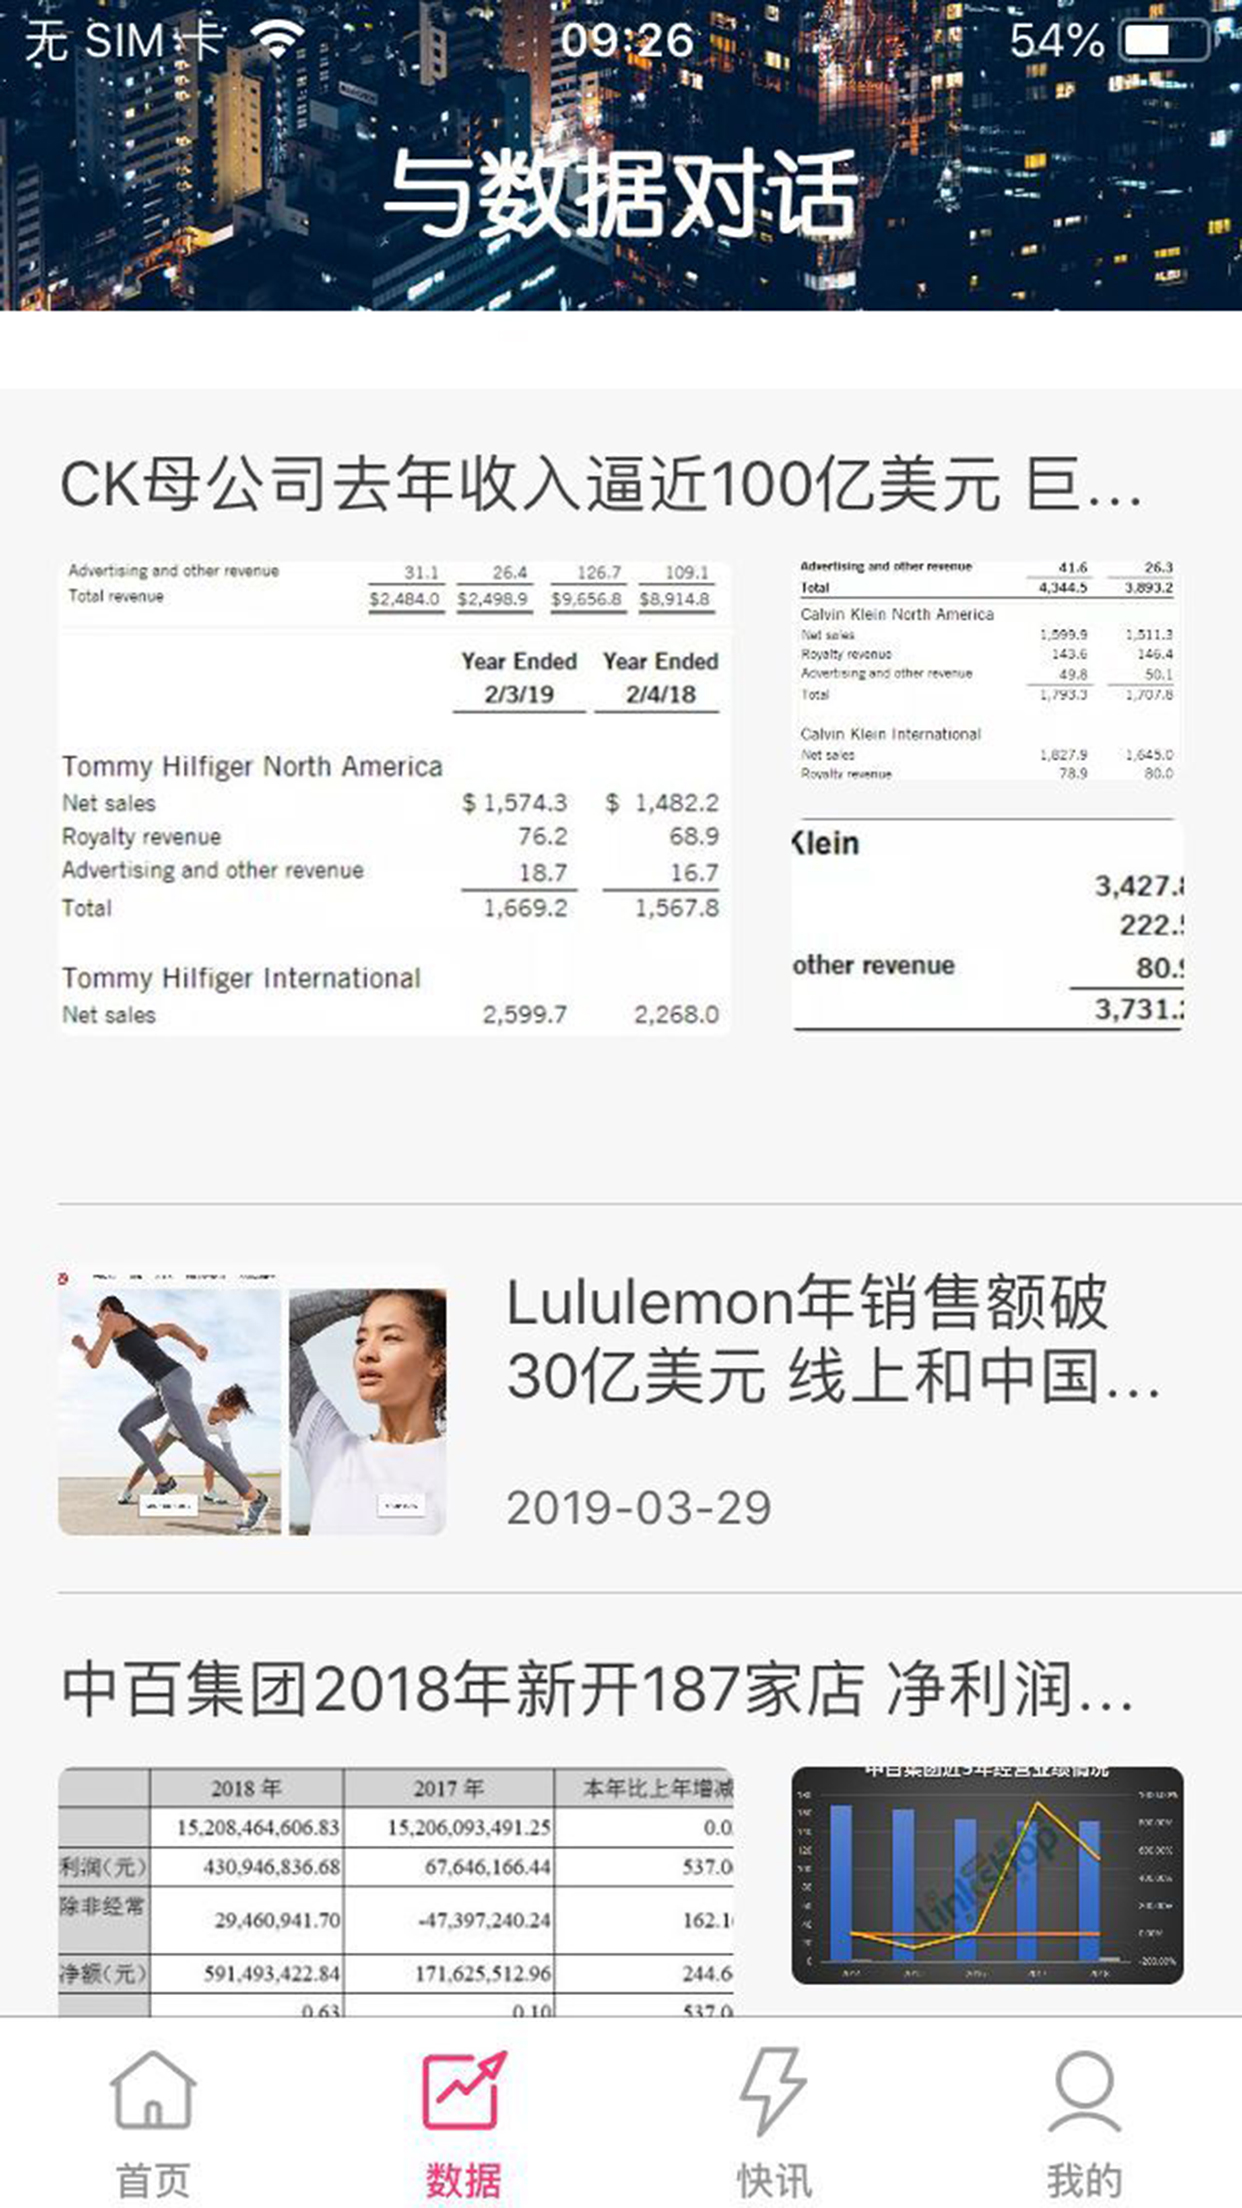 无 SIM 卡
09:26
54%
与数据对话
CK母公司去年收入逼近100亿美元 巨...
Advertising and other revenue 31.1 26.4 126.7 109.1
Total revenue $2,484.0 $2,498.9 $9,656.8 $8,914.8
Year Ended Year Ended
2/3/19 2/4/18
Tommy Hilfiger North America
Net sales $ 1,574.3 $ 1,482.2
Royalty revenue 76.2 68.9
Advertising and other revenue 18.7 16.7
Total 1,669.2 1,567.8
Tommy Hilfiger International
Net sales 2,599.7 2,268.0
Advertising and other revenue 41.6 26.3
Total 4,344.5 3,893.2
Calvin Klein North America
Net sales 1,599.9 1,511.3
Royalty revenue 143.6 146.4
Advertising and other revenue 49.8 50.1
Total 1,793.3 1,707.8
Calvin Klein International
Net sales 1,827.9 1,645.0
Royalty revenue 78.9 80.0
Klein
3,427.8
222.
other revenue 80.9
3,731.2
Lululemon年销售额破
30亿美元 线上和中国...
2019-03-29
中百集团2018年新开187家店 净利润...
2018 年 2017 年 本年比上年增减
15,208,464,606.83 15,206,093,491.25 0.0
利润(元) 430,946,836.68 67,646,166.44 537.0
除非经常 29,460,941.70 -47,397,240.24 162.1
净额(元) 591,493,422.84 171,625,512.96 244.6
0.63 0.10 537.0
中百集团近5年经营业绩情况
Linkshop
首页
数据
快讯
我的